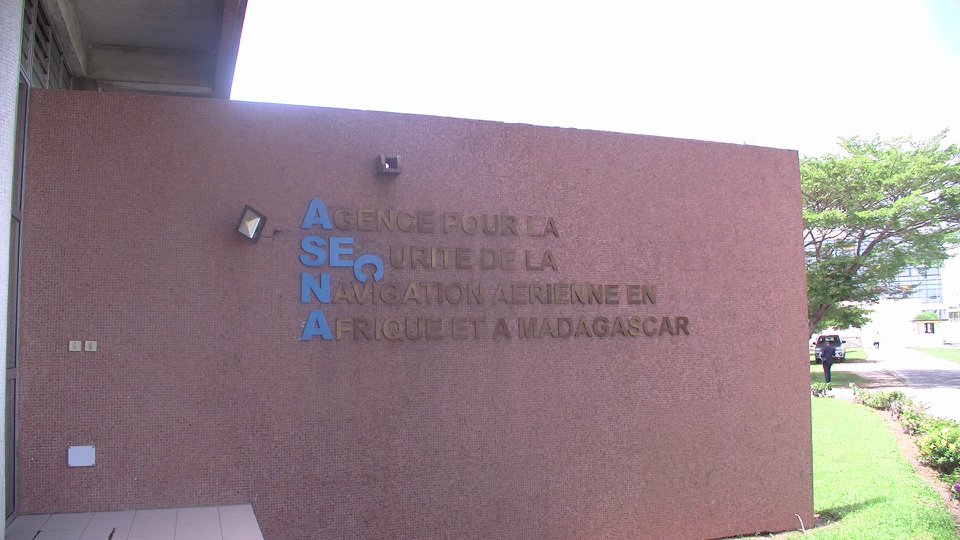 AGENCE POUR LA
SECURITE DE LA
NAVIGATION AERIENNE EN
AFRIQUE ET A MADAGASCAR